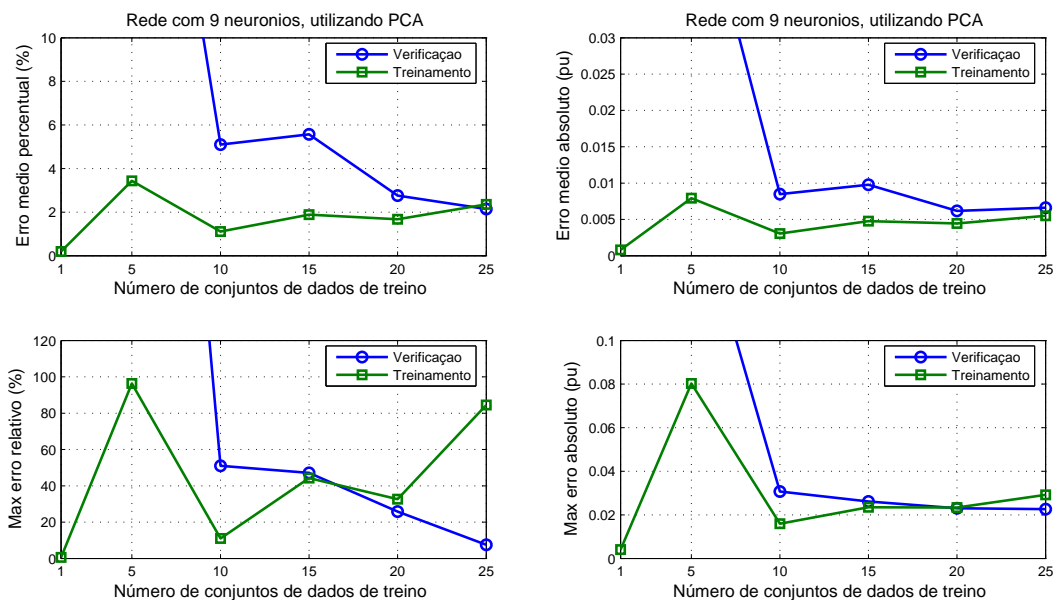 Rede com 9 neuronios, utilizando PCA
Erro medio percentual (%)
10
8
6
4
2
0
Verificaçao
Treinamento
1 5 10 15 20 25
Número de conjuntos de dados de treino
Rede com 9 neuronios, utilizando PCA
Erro medio absoluto (pu)
0.03
0.025
0.02
0.015
0.01
0.005
0
Verificaçao
Treinamento
1 5 10 15 20 25
Número de conjuntos de dados de treino
Max erro relativo (%)
120
100
80
60
40
20
0
Verificaçao
Treinamento
1 5 10 15 20 25
Número de conjuntos de dados de treino
Max erro absoluto (pu)
0.1
0.08
0.06
0.04
0.02
0
Verificaçao
Treinamento
1 5 10 15 20 25
Número de conjuntos de dados de treino